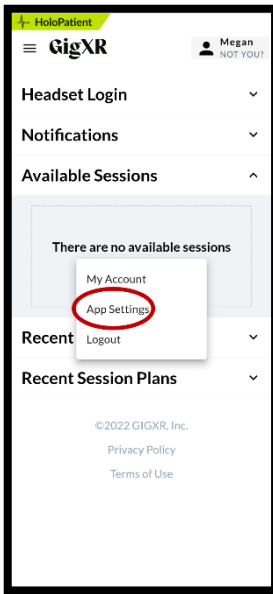 HoloPatient
GigXR
Megan
NOT YOU?
Headset Login
Notifications
Available Sessions
There are no available sessions
My Account
App Settings
Logout
Recent
Recent Session Plans
©2022 GIGXR, Inc.
Privacy Policy
Terms of Use